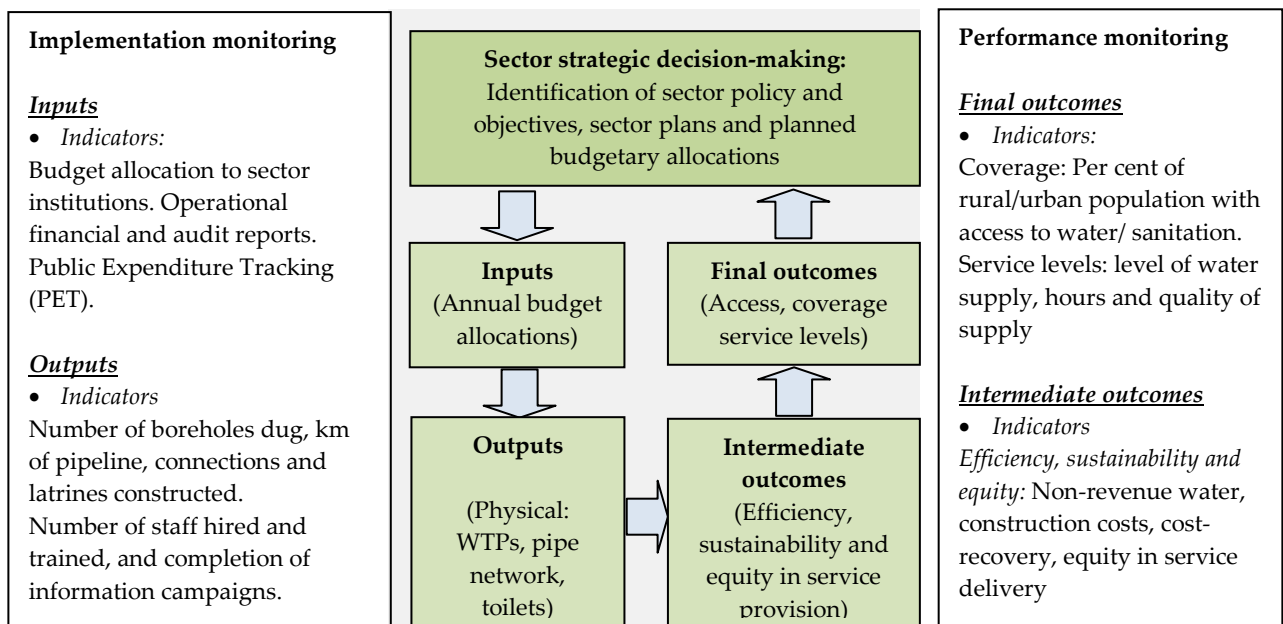 Implementation monitoring
Inputs
• Indicators:
Budget allocation to sector
institutions. Operational
financial and audit reports.
Public Expenditure Tracking
(PET).
Outputs
• Indicators
Number of boreholes dug, km
of pipeline, connections and
latrines constructed.
Number of staff hired and
trained, and completion of
information campaigns.
Sector strategic decision-making:
Identification of sector policy and
objectives, sector plans and planned
budgetary allocations
Inputs
(Annual budget
allocations)
Outputs
(Physical:
WTPs, pipe
network,
toilets)
Intermediate
outcomes
(Efficiency,
sustainability and
equity in service
provision)
Final outcomes
(Access, coverage
service levels)
Performance monitoring
Final outcomes
• Indicators:
Coverage: Per cent of
rural/urban population with
access to water/ sanitation.
Service levels: level of water
supply, hours and quality of
supply
Intermediate outcomes
• Indicators
Efficiency, sustainability and
equity: Non-revenue water,
construction costs, cost-
recovery, equity in service
delivery